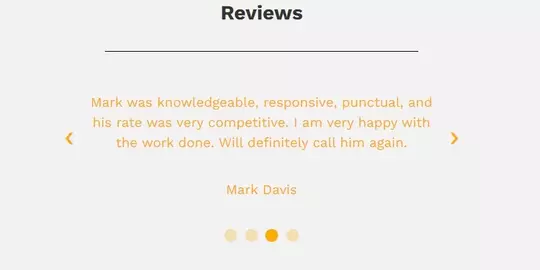 Reviews
Mark was knowledgeable, responsive, punctual, and
his rate was very competitive. I am very happy with
the work done. Will definitely call him again.
Mark Davis